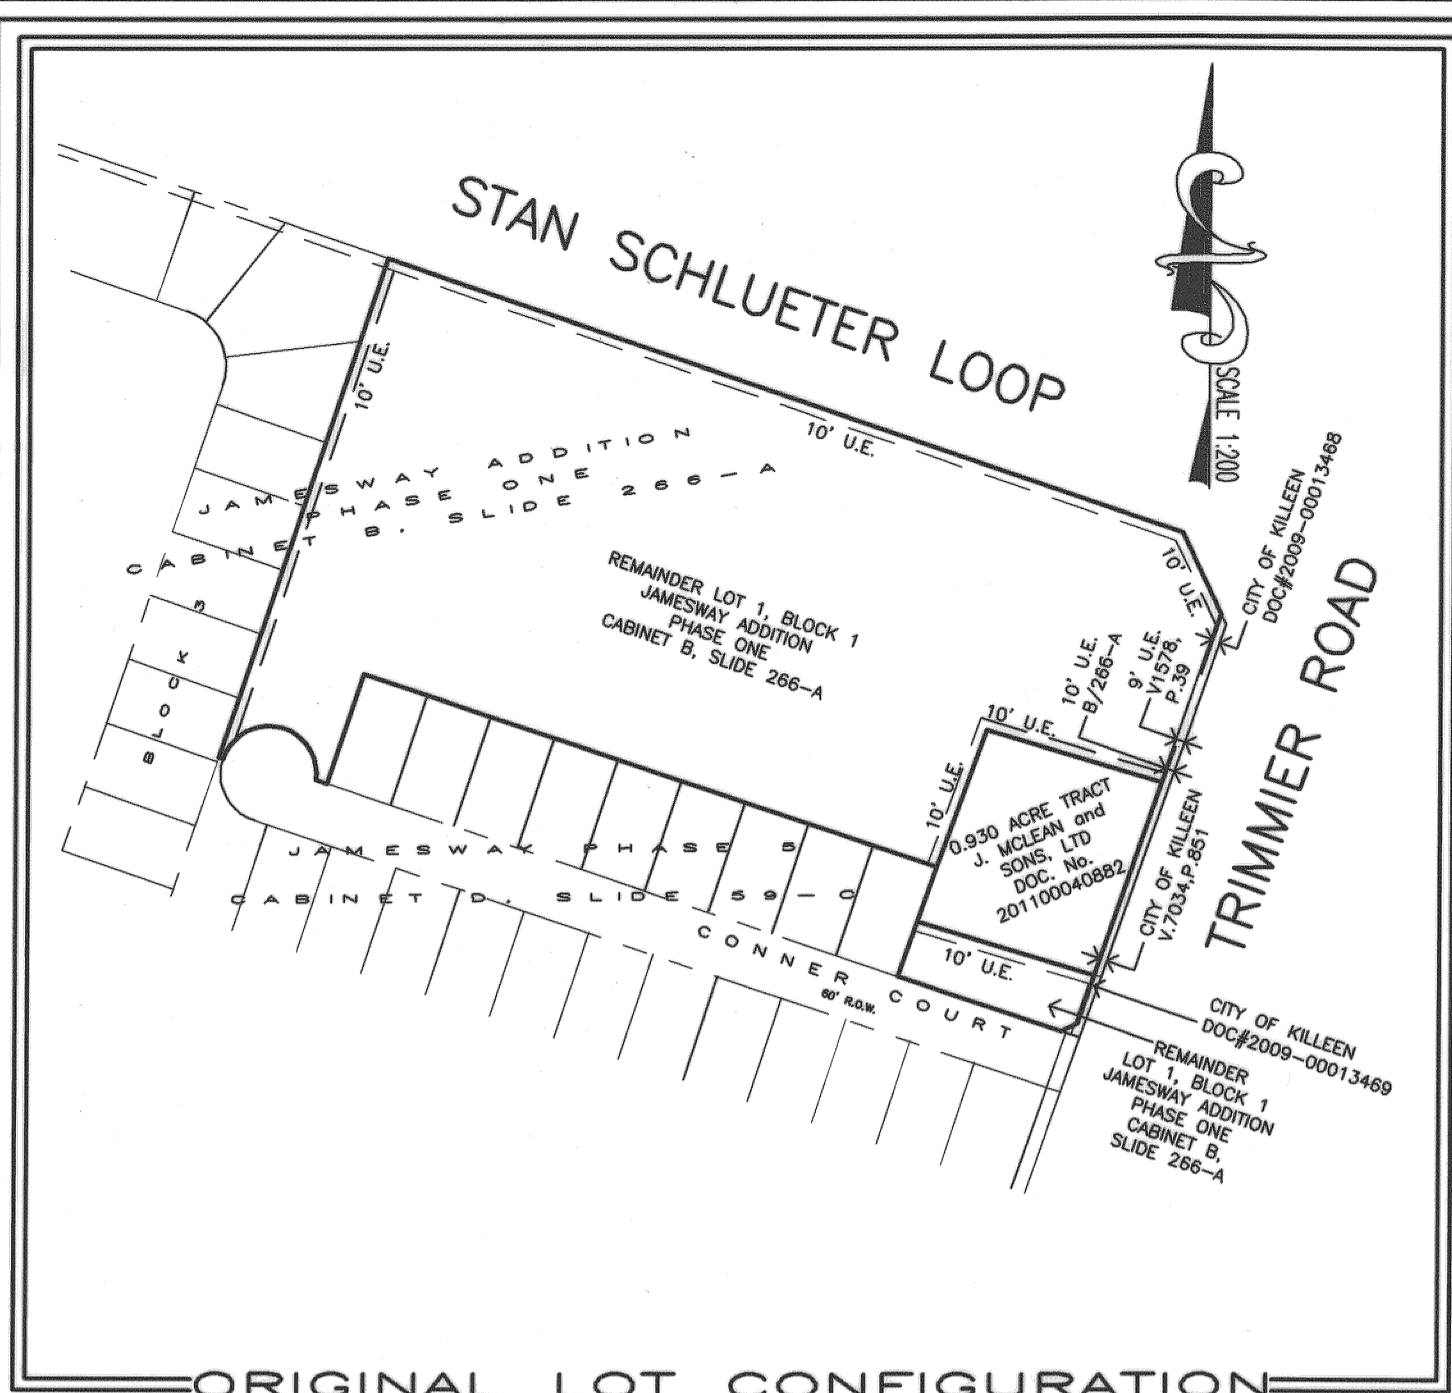 STAN SCHLUETER LOOP
SCALE 1:200
10' U.E.
10' U.E.
JAMESWAY ADDITION
PHASE ONE
CABINET B. SLIDE 266-A
REMAINDER LOT 1, BLOCK 1
JAMESWAY ADDITION
PHASE ONE
CABINET B, SLIDE 266-A
10' U.E.
CITY OF KILLEEN
DOC#2009-00013468
10' U.E.
B/266-A
9' U.E.
V1578,
P.39
TRIMMIER ROAD
BLOCK 3
10' U.E.
10' U.E.
0.930 ACRE TRACT
J. MCLEAN and
SONS, LTD
DOC. No.
201100040882
CITY OF KILLEEN
V.7034,P.851
JAMESWAY PHASE 5
CABINET D. SLIDE 59-C
CONNER COURT
60' R.O.W.
10' U.E.
CITY OF KILLEEN
DOC#2009-00013469
REMAINDER
LOT 1, BLOCK 1
JAMESWAY ADDITION
PHASE ONE
CABINET B,
SLIDE 266-A
ORIGINAL LOT CONFIGURATION